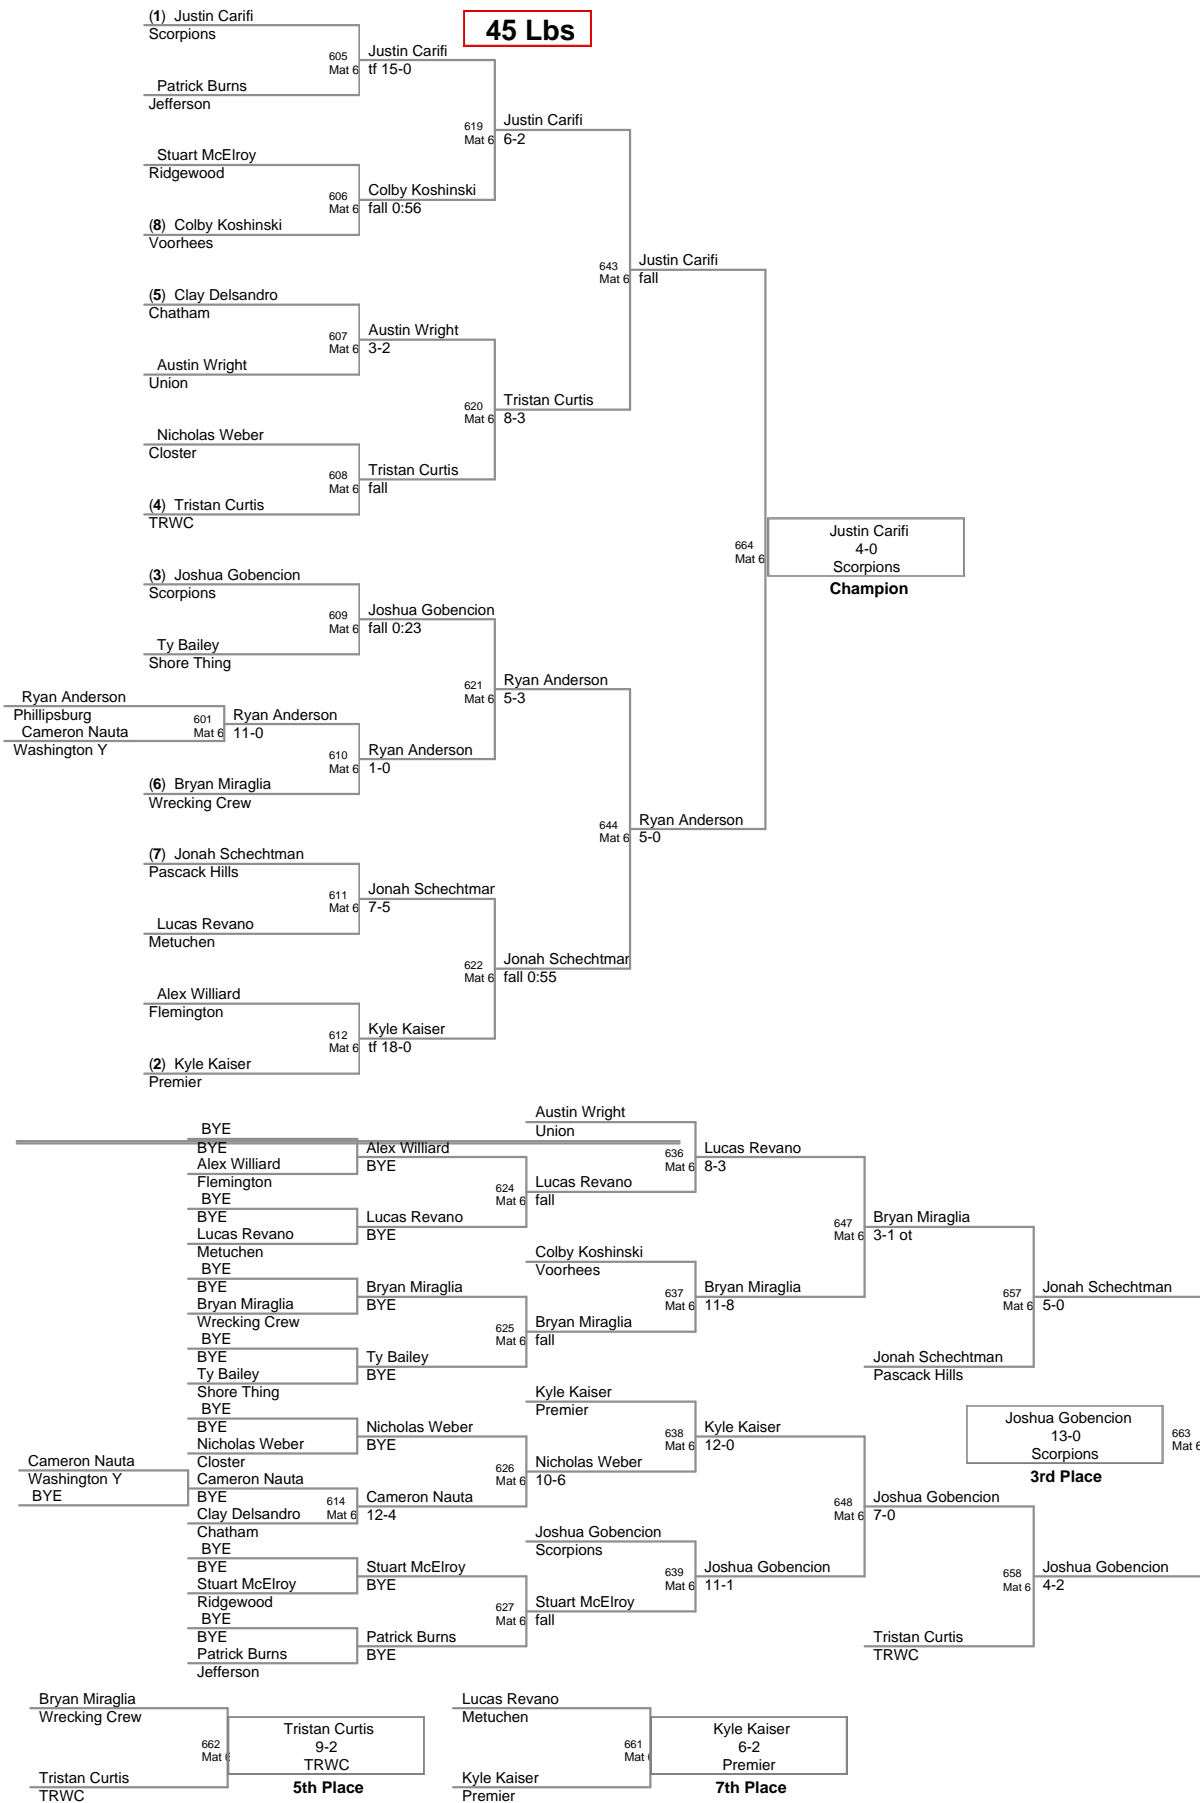 45 Lbs
(1) Justin Carifi
Scorpions
605
Mat 6
Justin Carifi
tf 15-0
Patrick Burns
Jefferson
619
Mat 6
Justin Carifi
6-2
Stuart McElroy
Ridgewood
606
Mat 6
Colby Koshinski
fall 0:56
(8) Colby Koshinski
Voorhees
643
Mat 6
Justin Carifi
fall
(5) Clay Delsandro
Chatham
607
Mat 6
Austin Wright
3-2
Austin Wright
Union
620
Mat 6
Tristan Curtis
8-3
Nicholas Weber
Closter
608
Mat 6
Tristan Curtis
fall
(4) Tristan Curtis
TRWC
664
Mat 6
Justin Carifi
4-0
Scorpions
Champion
(3) Joshua Gobencion
Scorpions
609
Mat 6
Joshua Gobencion
fall 0:23
Ty Bailey
Shore Thing
621
Mat 6
Ryan Anderson
5-3
Ryan Anderson
Phillipsburg
601
Mat 6
Ryan Anderson
11-0
Cameron Nauta
Washington Y
610
Mat 6
Ryan Anderson
1-0
(6) Bryan Miraglia
Wrecking Crew
644
Mat 6
Ryan Anderson
5-0
(7) Jonah Schechtman
Pascack Hills
611
Mat 6
Jonah Schechtmar
7-5
Lucas Revano
Metuchen
622
Mat 6
Jonah Schechtmar
fall 0:55
Alex Williard
Flemington
612
Mat 6
Kyle Kaiser
tf 18-0
(2) Kyle Kaiser
Premier
Austin Wright
Union
BYE
BYE
Alex Williard
Flemington
Alex Williard
BYE
636
Mat 6
Lucas Revano
8-3
624
Mat 6
Lucas Revano
fall
BYE
BYE
Lucas Revano
Metuchen
Lucas Revano
BYE
647
Mat 6
Bryan Miraglia
3-1 ot
Colby Koshinski
Voorhees
BYE
BYE
Bryan Miraglia
Wrecking Crew
Bryan Miraglia
BYE
637
Mat 6
Bryan Miraglia
11-8
625
Mat 6
Bryan Miraglia
fall
657
Mat 6
Jonah Schechtman
5-0
BYE
BYE
Ty Bailey
Shore Thing
Ty Bailey
BYE
Jonah Schechtman
Pascack Hills
Kyle Kaiser
Premier
BYE
BYE
Nicholas Weber
Closter
Nicholas Weber
BYE
638
Mat 6
Kyle Kaiser
12-0
Joshua Gobencion
13-0
Scorpions
3rd Place
663
Mat 6
626
Mat 6
Nicholas Weber
10-6
Cameron Nauta
Washington Y
BYE
Cameron Nauta
BYE
Clay Delsandro
Chatham
614
Mat 6
Cameron Nauta
12-4
648
Mat 6
Joshua Gobencion
7-0
Joshua Gobencion
Scorpions
BYE
BYE
Stuart McElroy
Ridgewood
Stuart McElroy
BYE
639
Mat 6
Joshua Gobencion
11-1
627
Mat 6
Stuart McElroy
fall
658
Mat 6
Joshua Gobencion
4-2
BYE
BYE
Patrick Burns
Jefferson
Patrick Burns
BYE
Tristan Curtis
TRWC
Bryan Miraglia
Wrecking Crew
662
Mat 6
Tristan Curtis
9-2
TRWC
5th Place
Tristan Curtis
TRWC
Lucas Revano
Metuchen
661
Mat
Kyle Kaiser
6-2
Premier
7th Place
Kyle Kaiser
Premier